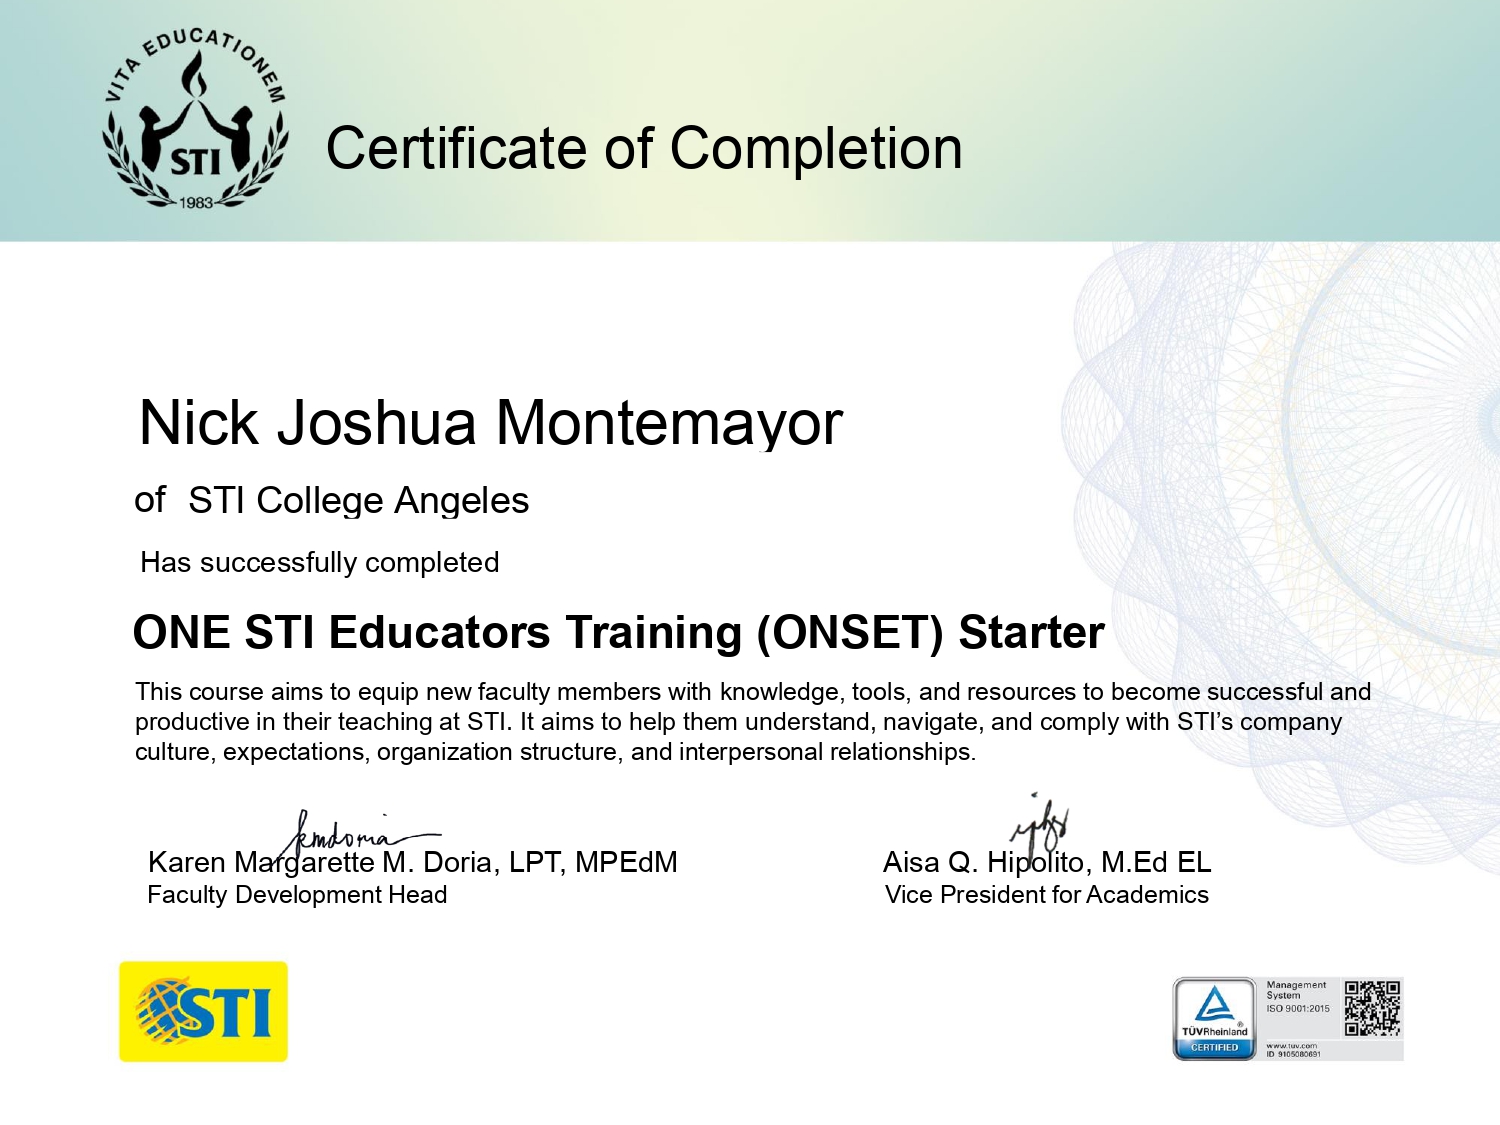 VITA EDUCATIONEM
STI
1983
Certificate of Completion
Nick Joshua Montemayor
of STI College Angeles
Has successfully completed
ONE STI Educators Training (ONSET) Starter
This course aims to equip new faculty members with knowledge, tools, and resources to become successful and
productive in their teaching at STI. It aims to help them understand, navigate, and comply with STI’s company
culture, expectations, organization structure, and interpersonal relationships.
kmdoria
Karen Margarette M. Doria, LPT, MPEdM
Faculty Development Head
Aisa Q. Hipolito, M.Ed EL
Vice President for Academics
STI
TÜVRheinland®
CERTIFIED
Management
System
ISO 9001:2015
www.tuv.com
ID 9105080691